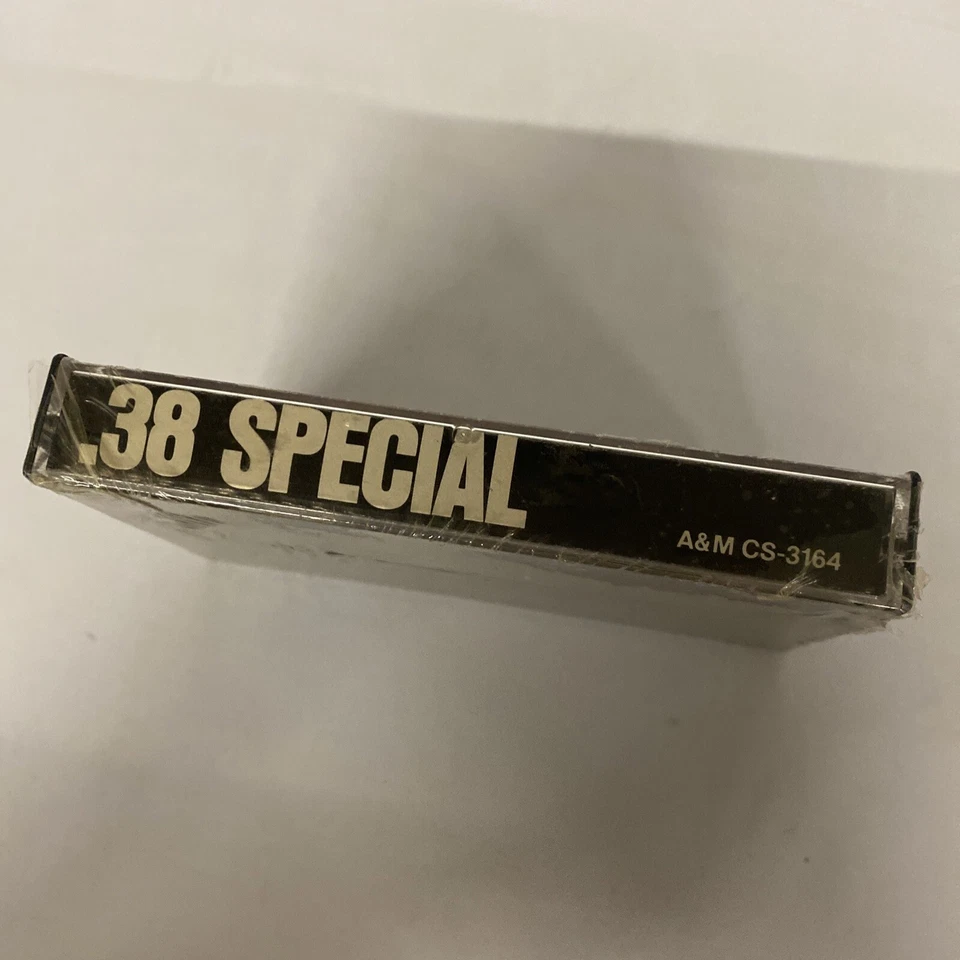 .38 SPECIAL
A&M CS-3164